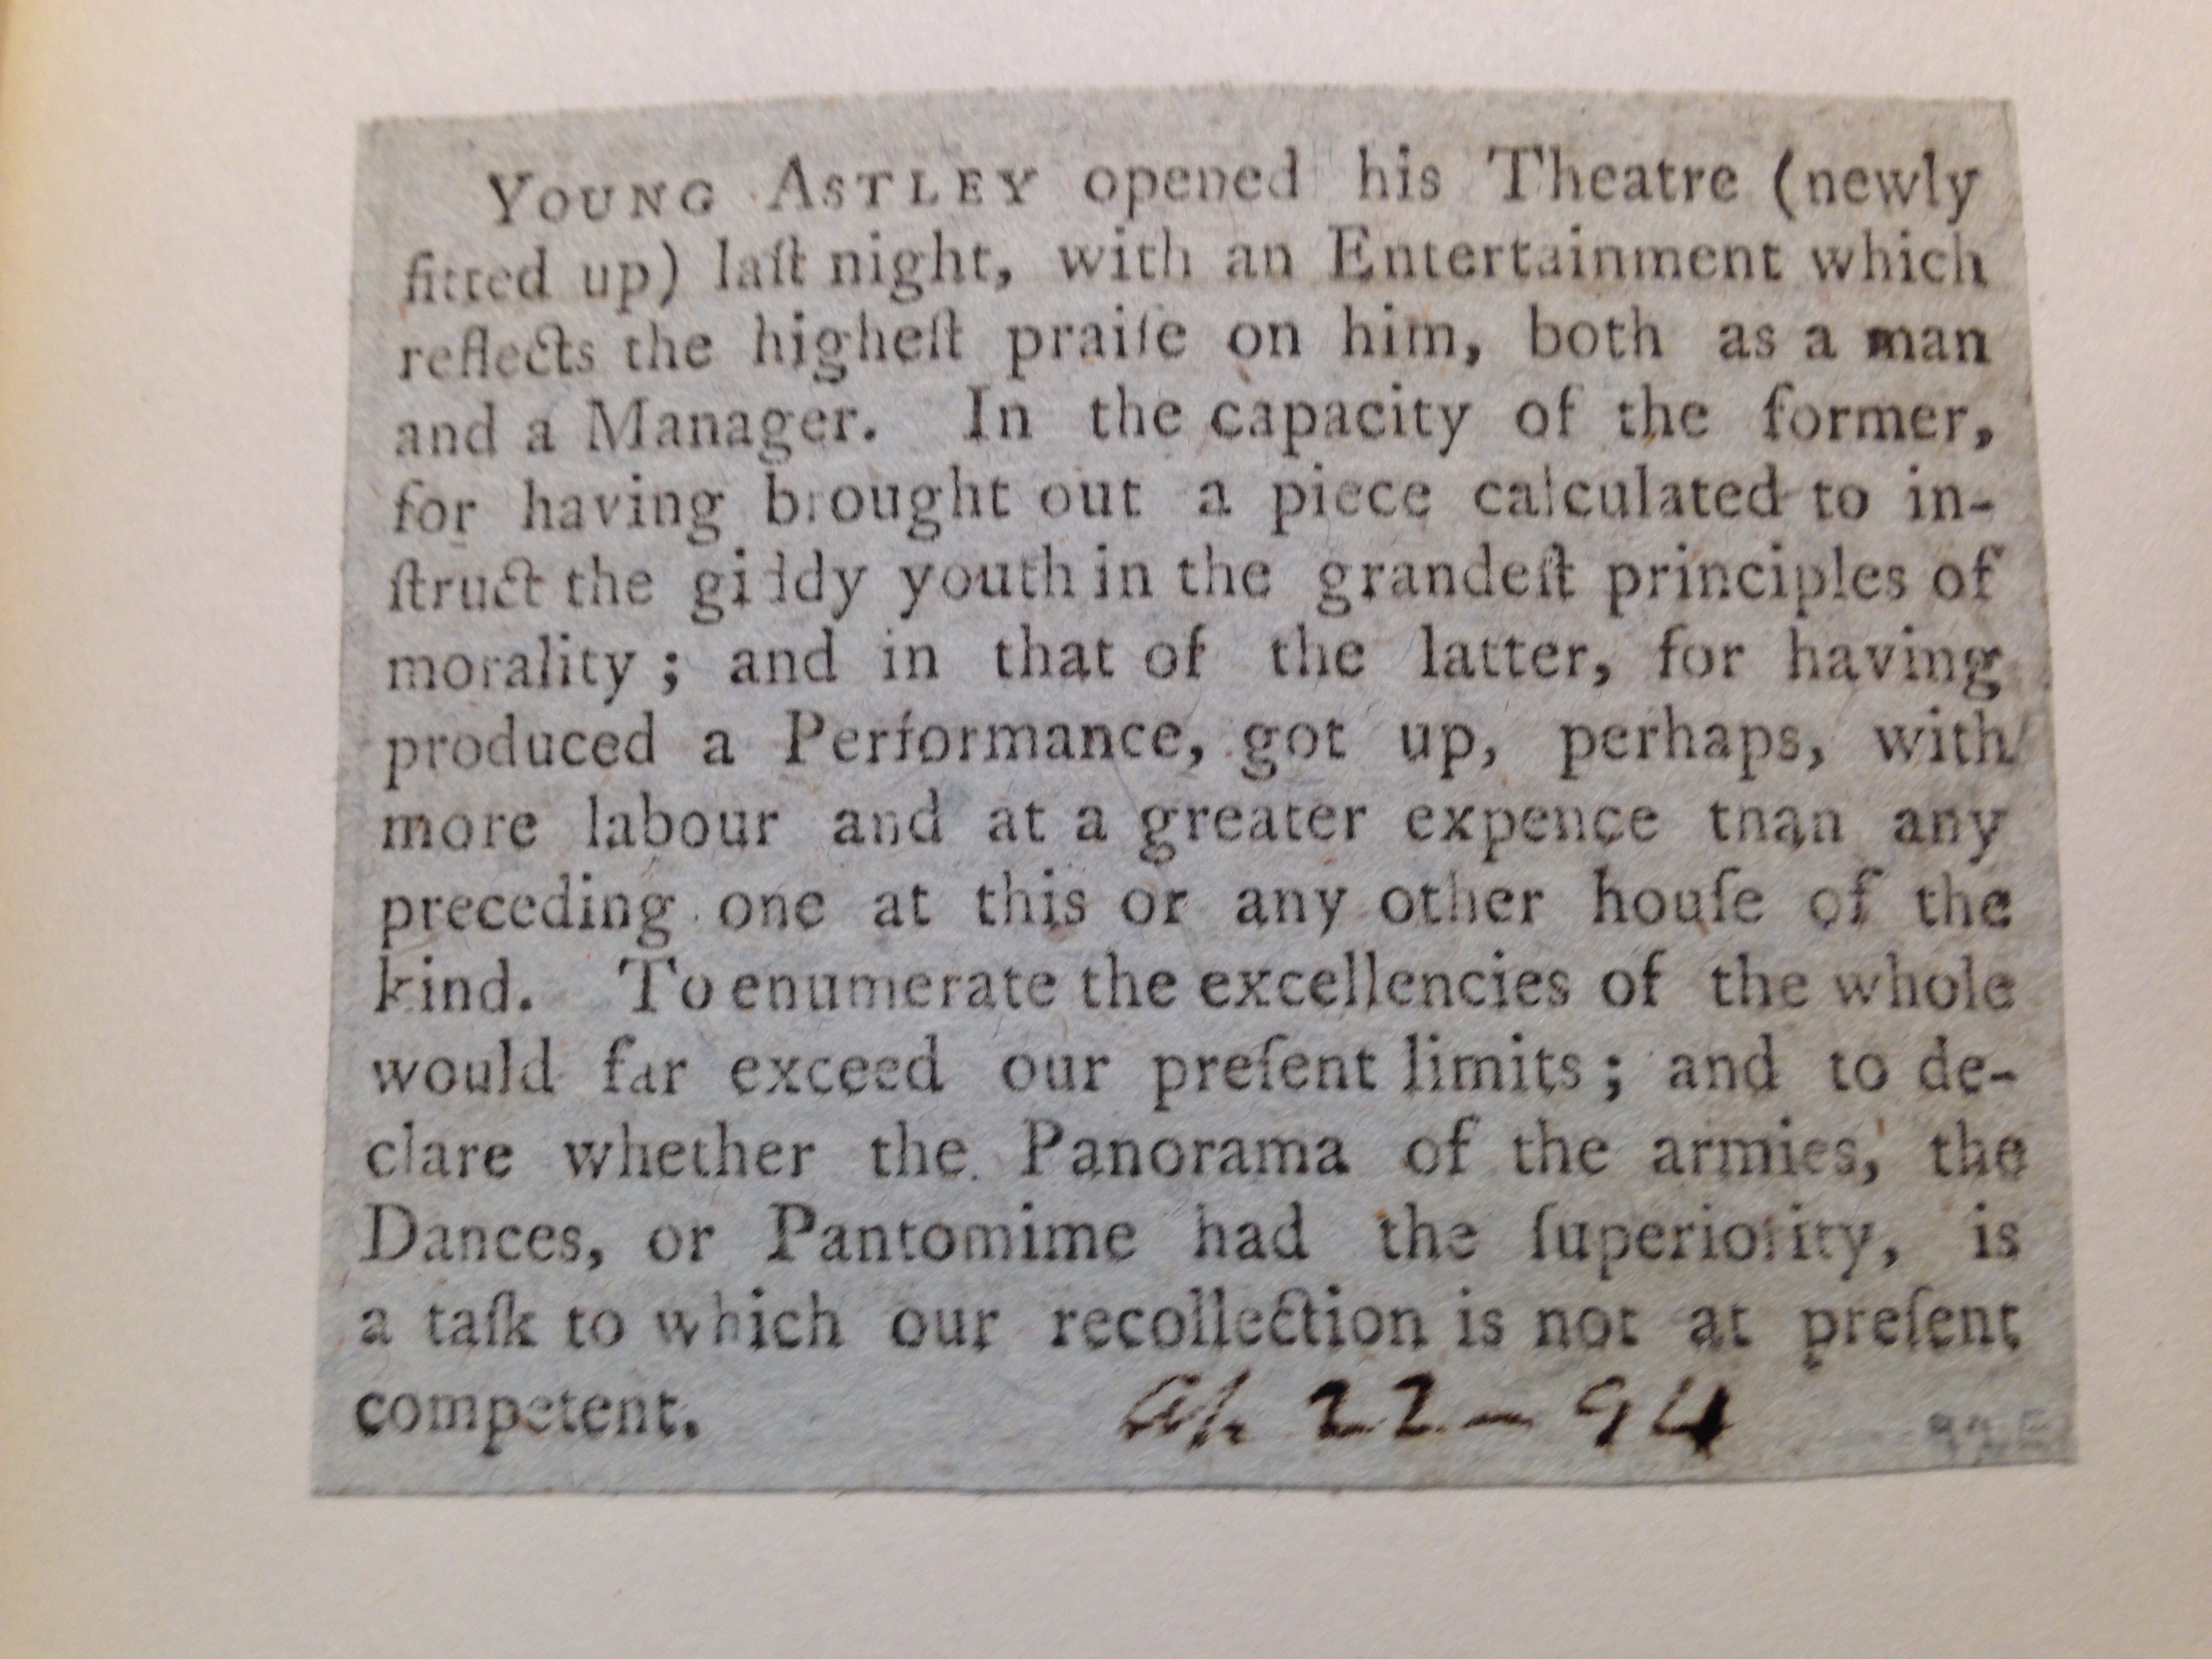 YOUNG ASTLEY opened his Theatre (newly
fitted up) laſt night, with an Entertainment which
reflects the higheſt praiſe on him, both as a man
and a Manager. In the capacity of the former,
for having brought out a piece calculated to in-
ſtruct the giddy youth in the grandeſt principles of
morality; and in that of the latter, for having
produced a Performance, got up, perhaps, with
more labour and at a greater expence than any
preceding one at this or any other houſe of the
kind. To enumerate the excellencies of the whole
would far exceed our preſent limits; and to de-
clare whether the Panorama of the armies, the
Dances, or Pantomime had the ſuperiority, is
a taſk to which our recollection is not at preſent
competent.
Ap. 22 - 94